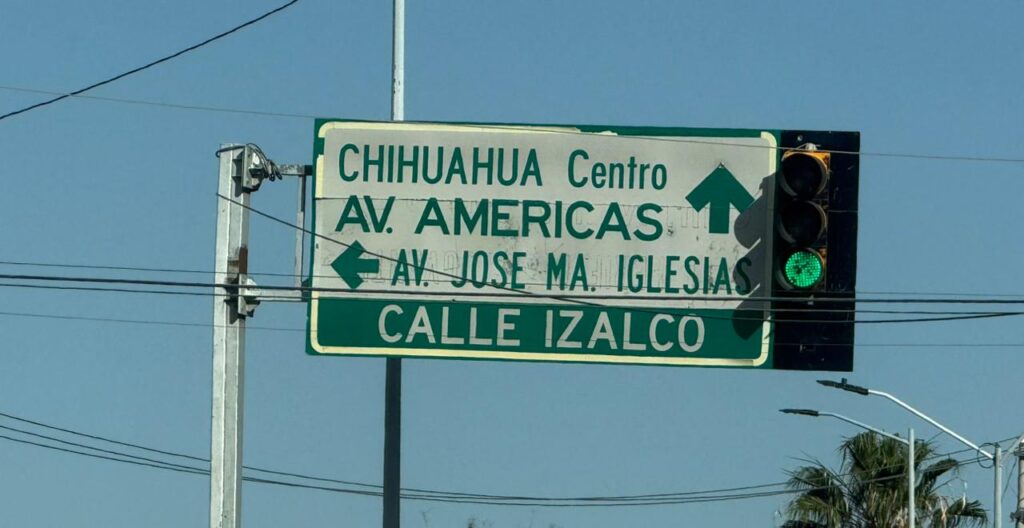 CHIHUAHUA Centro
AV. AMERICAS
AV. JOSE MA. IGLESIAS
CALLE IZALCO